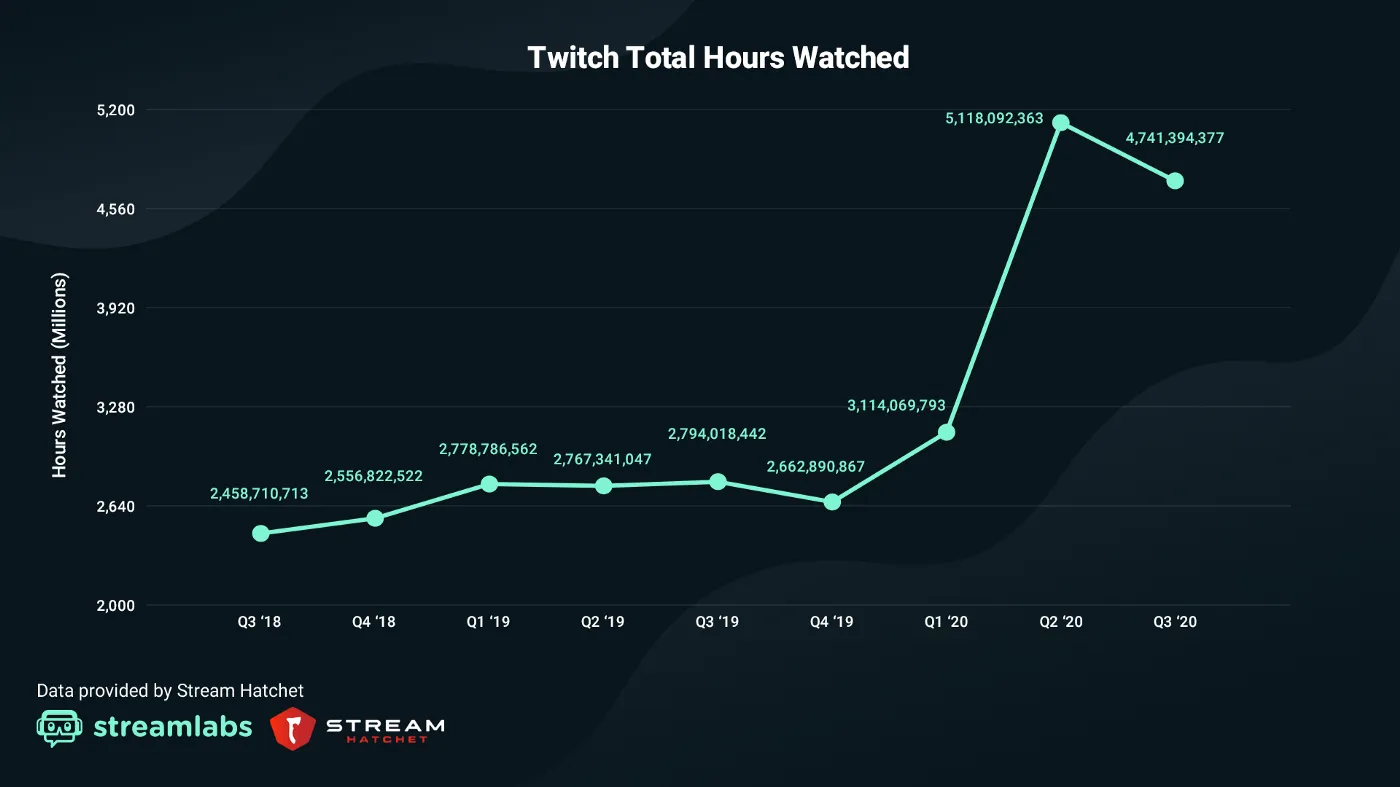 Twitch Total Hours Watched
Hours Watched (Millions)
5,200
4,560
3,920
3,280
2,640
2,000
2,458,710,713
2,556,822,522
2,778,786,562
2,767,341,047
2,794,018,442
2,662,890,867
3,114,069,793
5,118,092,363
4,741,394,377
Q3 ‘18
Q4 ‘18
Q1 ‘19
Q2 ‘19
Q3 ‘19
Q4 ‘19
Q1 ‘20
Q2 ‘20
Q3 ‘20
Data provided by Stream Hatchet
streamlabs
STREAM
HATCHET